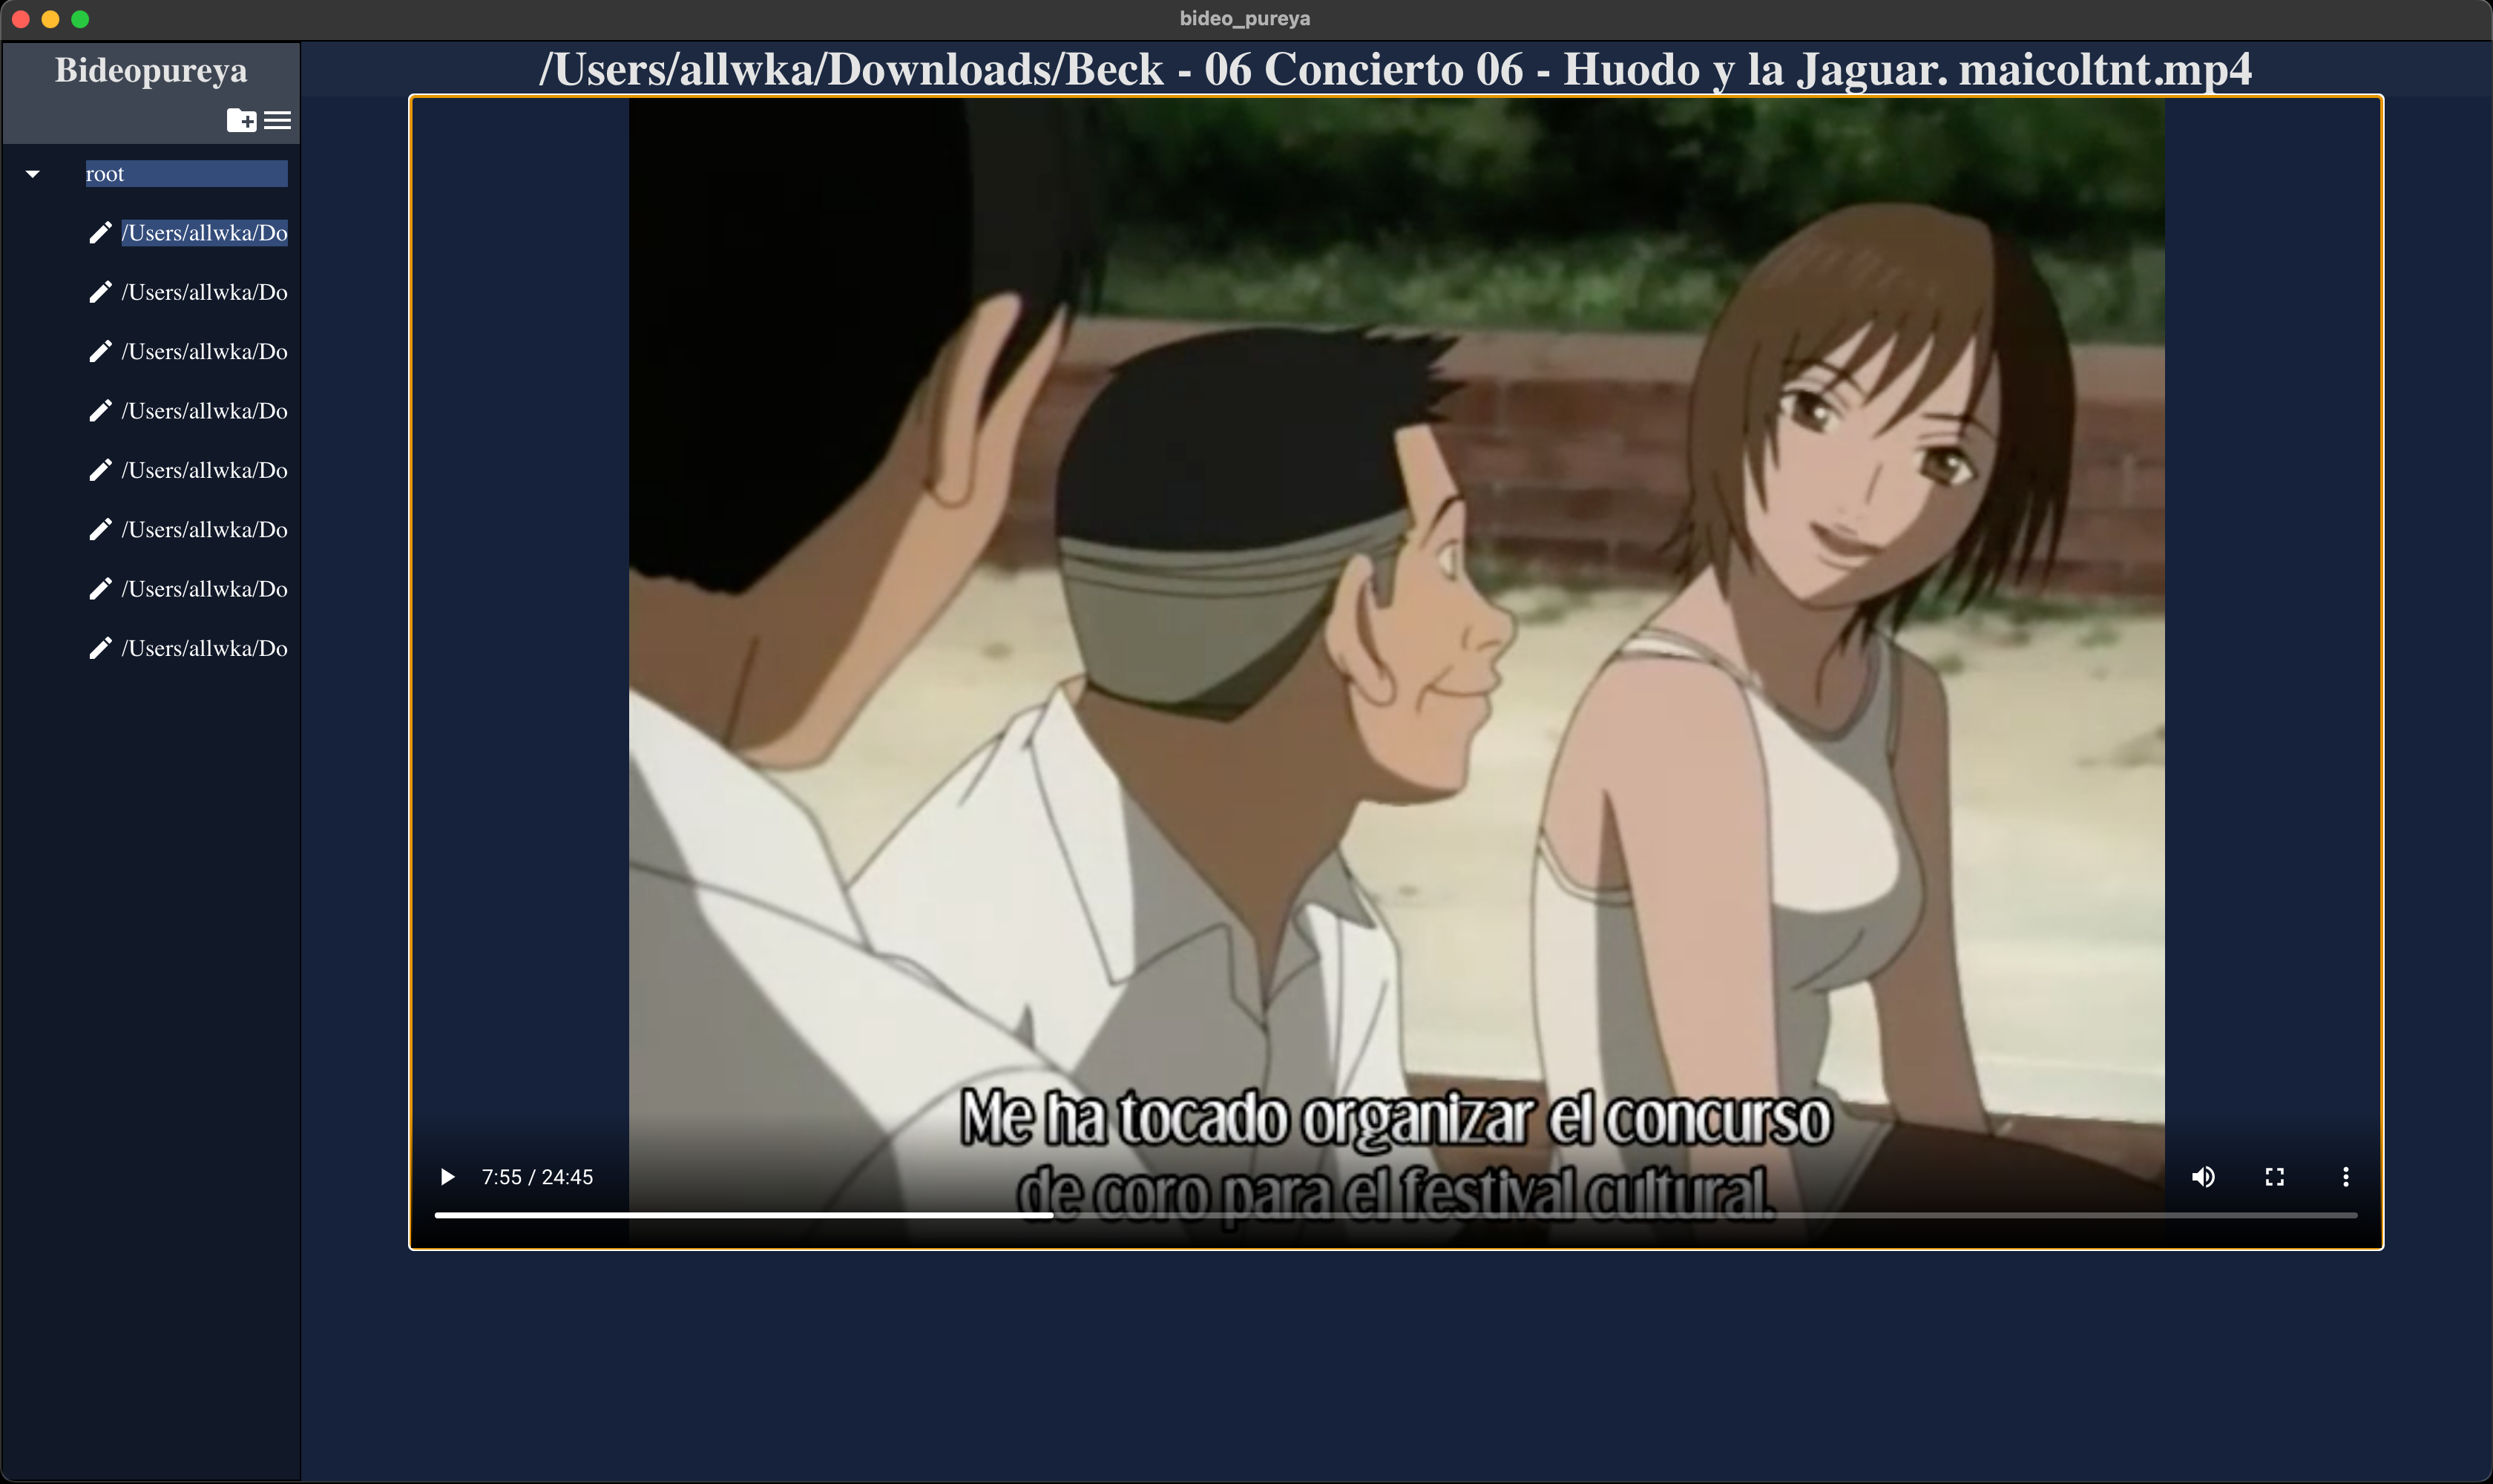 bideo_pureya
Bideopureya
/Users/allwka/Downloads/Beck - 06 Concierto 06 - Huodo y la Jaguar. maicoltnt.mp4
root
/Users/allwka/Do
/Users/allwka/Do
/Users/allwka/Do
/Users/allwka/Do
/Users/allwka/Do
/Users/allwka/Do
/Users/allwka/Do
/Users/allwka/Do
Me ha tocado organizar el concurso
de coro para el festival cultural.
7:55 / 24:45